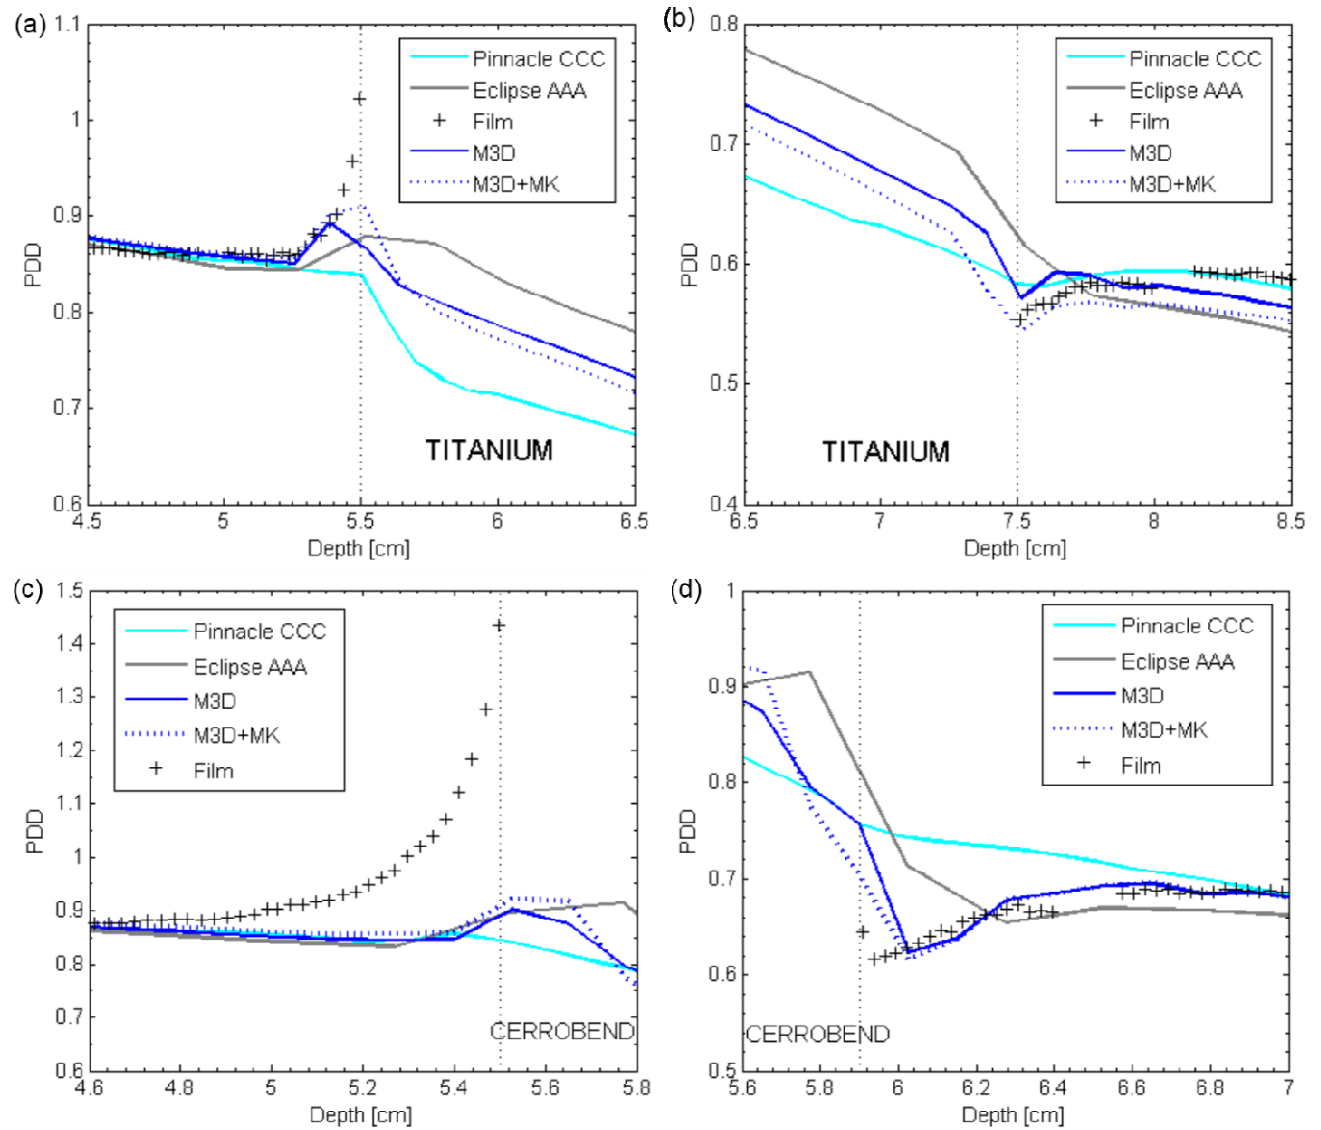 (a)
1.1
1
0.9
0.8
0.7
0.6
PDD
4.5 5 5.5 6 6.5
Depth [cm]
Pinnacle CCC
Eclipse AAA
Film
M3D
M3D+MK
TITANIUM
(b)
0.8
0.7
0.6
0.5
0.4
PDD
6.5 7 7.5 8 8.5
Depth [cm]
Pinnacle CCC
Eclipse AAA
Film
M3D
M3D+MK
TITANIUM
(c)
1.5
1.4
1.3
1.2
1.1
1
0.9
0.8
0.7
0.6
PDD
4.6 4.8 5 5.2 5.4 5.6 5.8
Depth [cm]
Pinnacle CCC
Eclipse AAA
M3D
M3D+MK
Film
CERROBEND
(d)
1
0.9
0.8
0.7
0.6
0.5
PDD
5.6 5.8 6 6.2 6.4 6.6 6.8 7
Depth [cm]
Pinnacle CCC
Eclipse AAA
M3D
M3D+MK
Film
CERROBEND